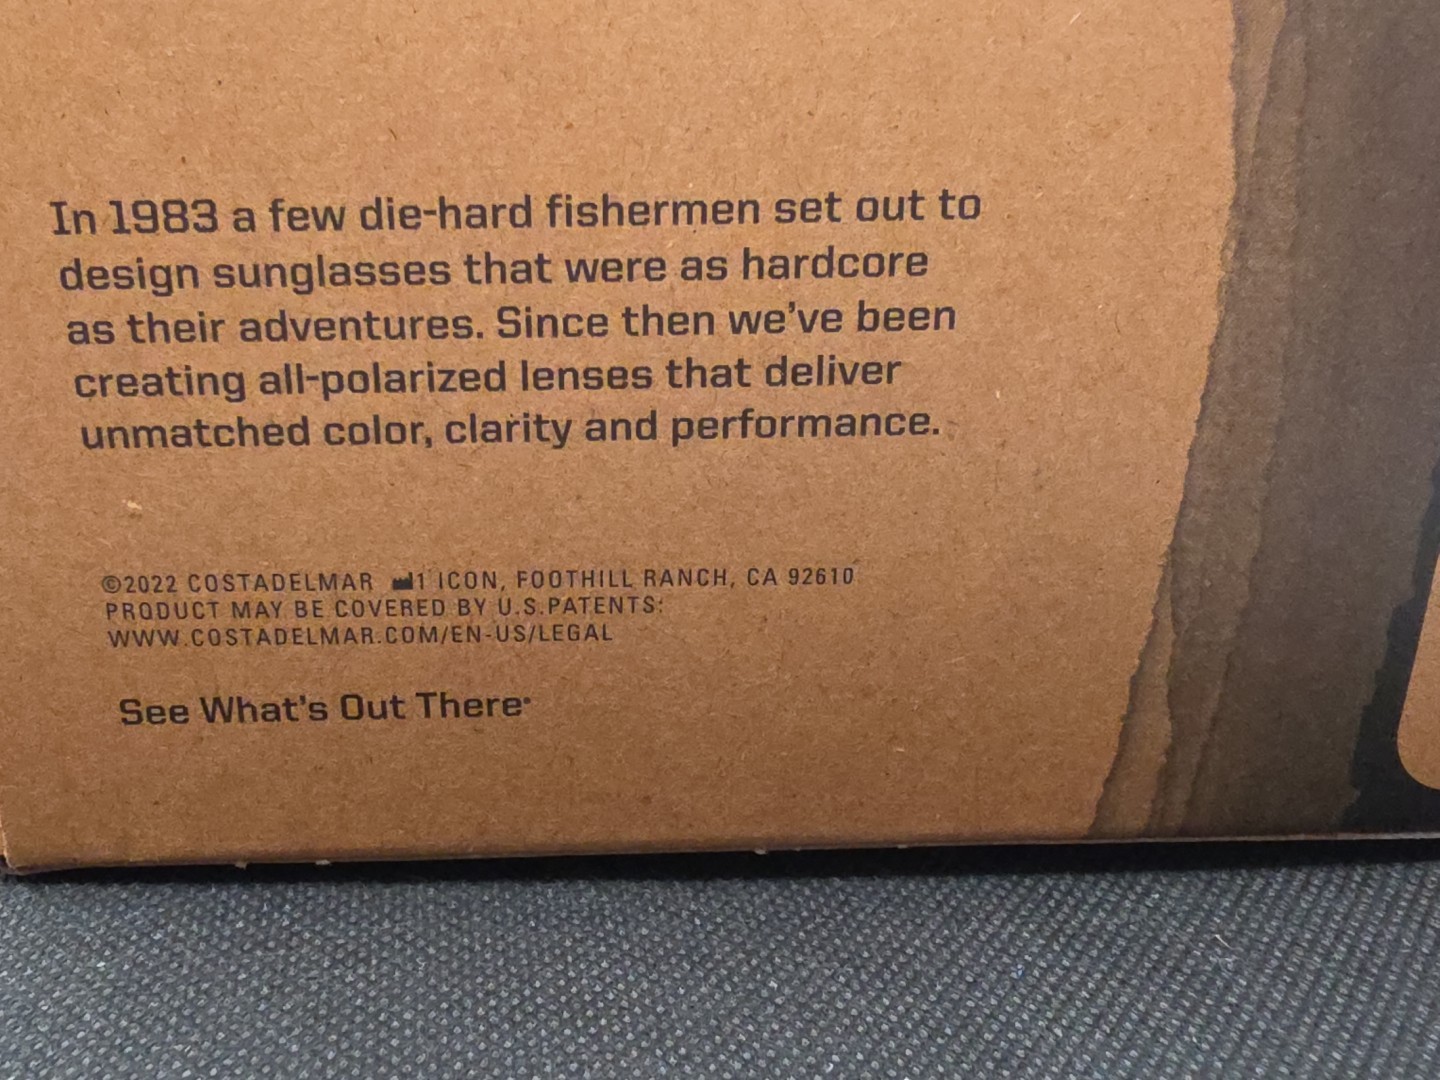 In 1983 a few die-hard fishermen set out to
design sunglasses that were as hardcore
as their adventures. Since then we've been
creating all-polarized lenses that deliver
unmatched color, clarity and performance.
©2022 COSTADELMAR 1 ICON, FOOTHILL RANCH, CA 92610
PRODUCT MAY BE COVERED BY U.S.PATENTS:
WWW.COSTADELMAR.COM/EN-US/LEGAL
See What's Out There®